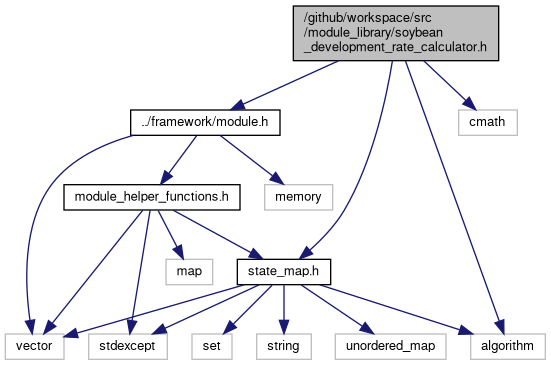 /github/workspace/src
/module_library/soybean
_development_rate_calculator.h
../framework/module.h
cmath
module_helper_functions.h
memory
map
state_map.h
vector
stdexcept
set
string
unordered_map
algorithm